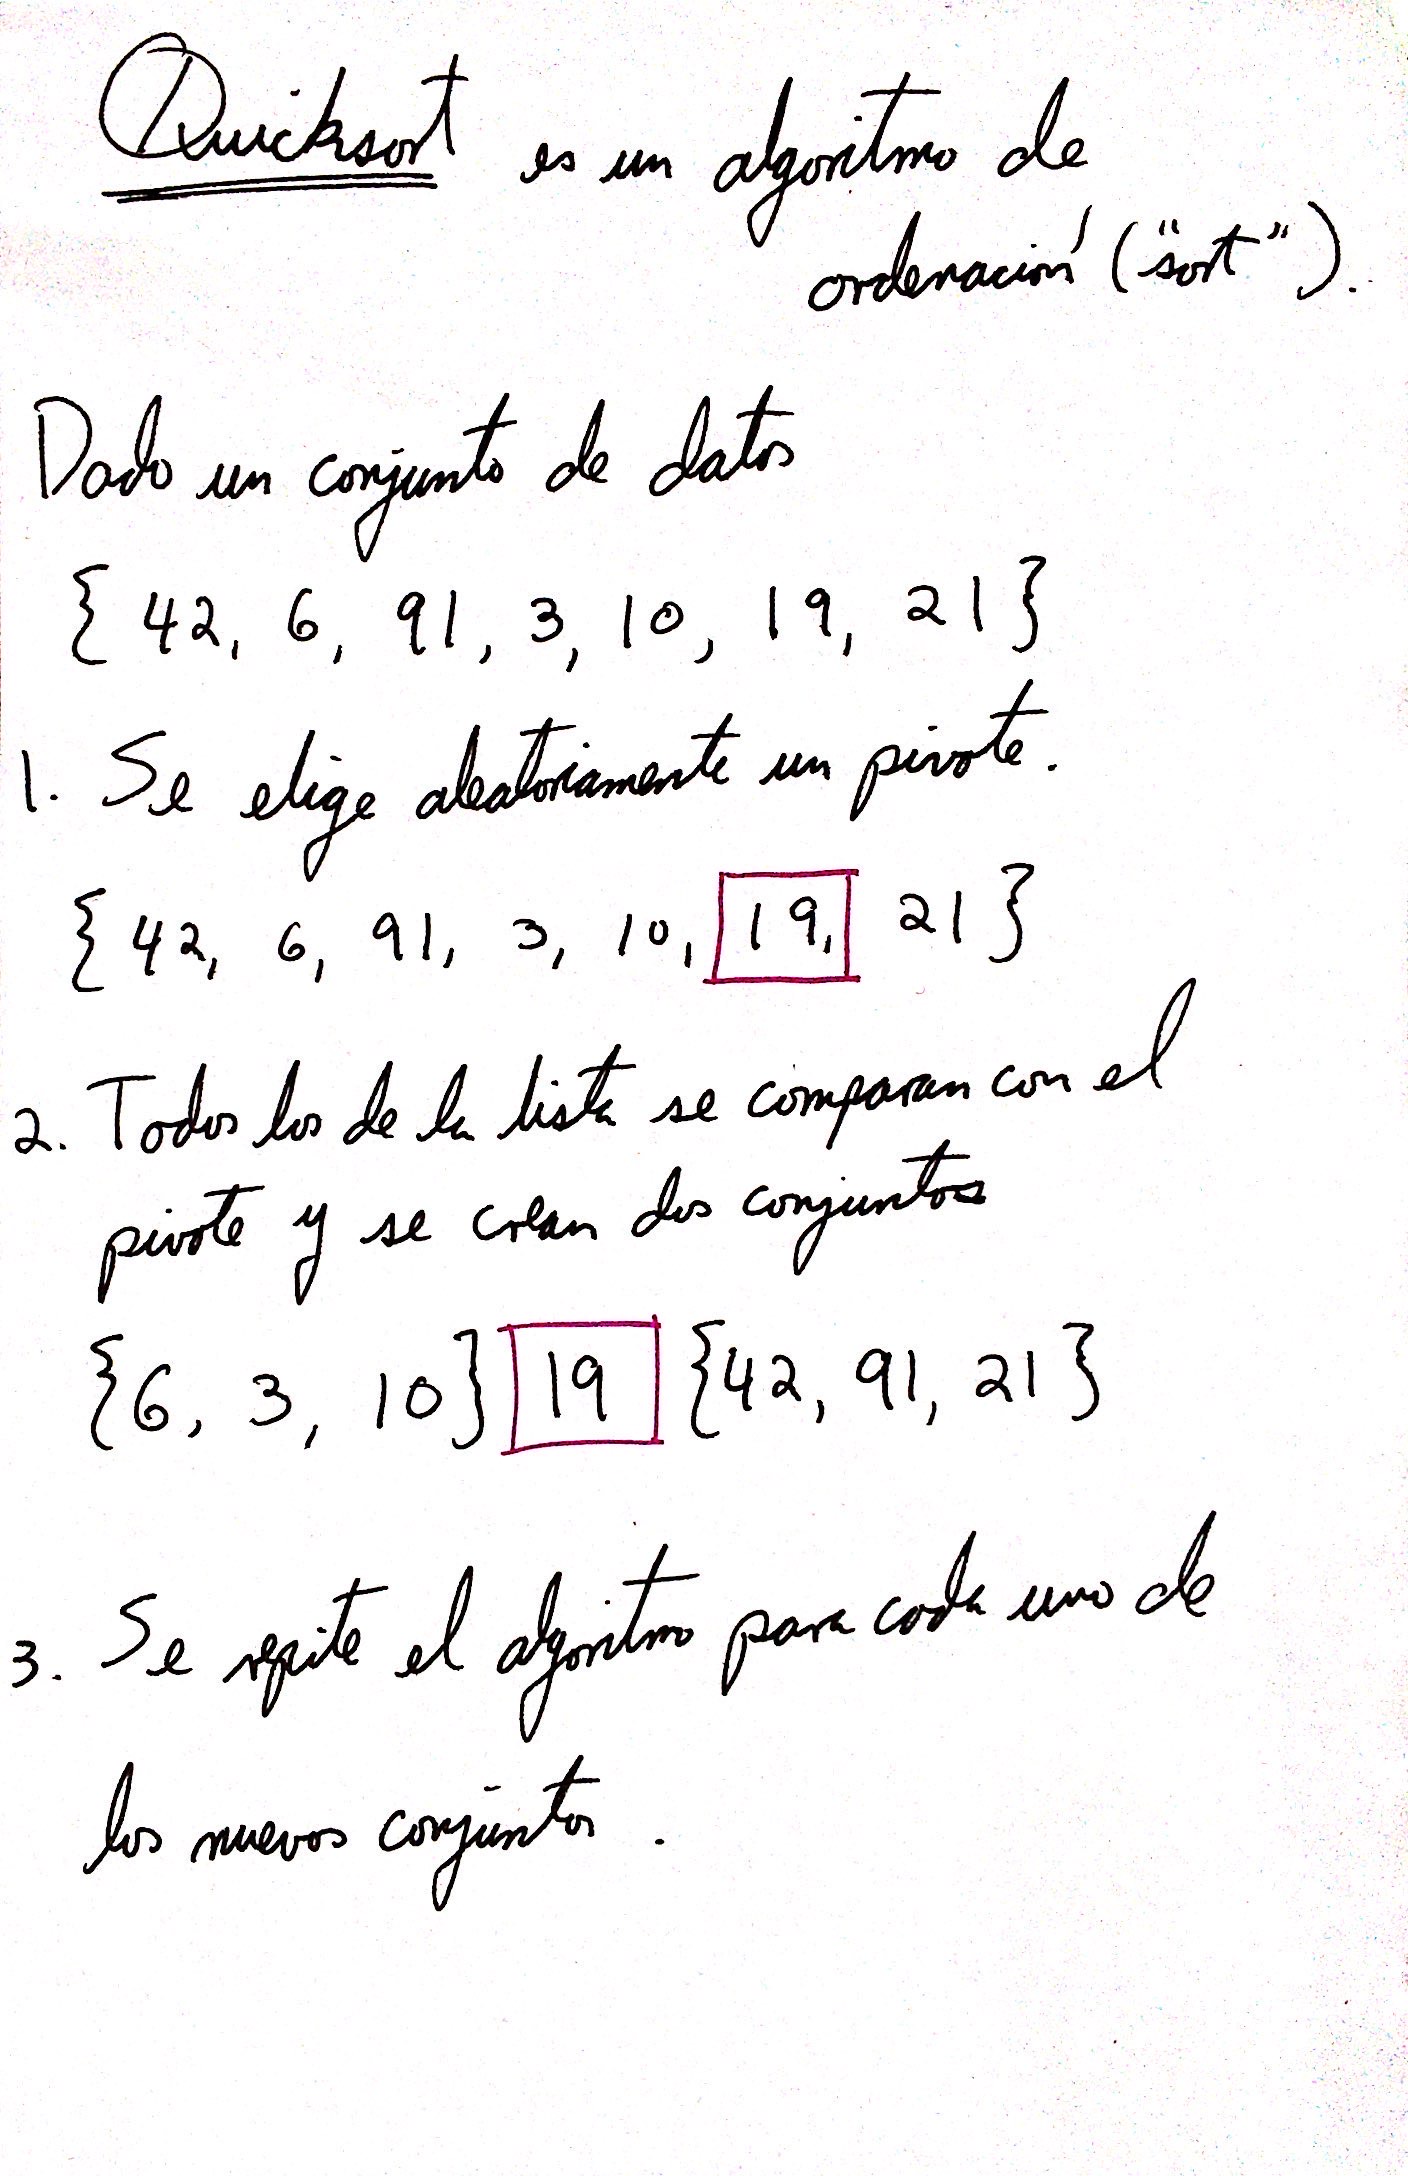 Quicksort es un algoritmo de
ordenación ("sort").
Dado un conjunto de datos
{ 42, 6, 91, 3, 10, 19, 21 }
1. Se elige aleatoriamente un pivote.
{ 42, 6, 91, 3, 10, 19, 21 }
2. Todos los de la lista se comparan con el
pivote y se crean dos conjuntos
{6, 3, 10} 19 {42, 91, 21}
3. Se repite el algoritmo para cada uno de
los nuevos conjuntos.